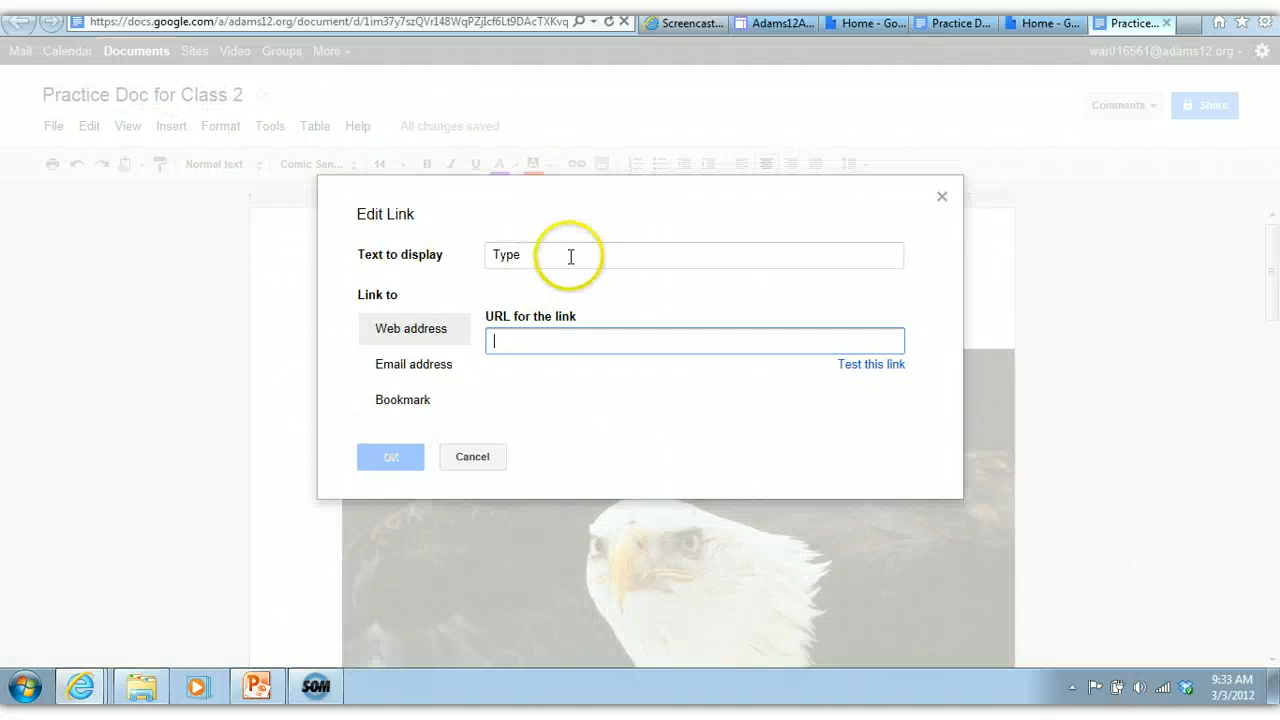 https://docs.google.com/a/adams12.org/document/d/1im37y7szQVr148WqPZjIcf6Lt9DAcTXKvq
Screencast... Adams12A... Home - Go... Practice D... Home - G... Practice...
Mail Calendar Documents Sites Video Groups More
warl016561@adams12.org
Practice Doc for Class 2
Comments Share
File Edit View Insert Format Tools Table Help All changes saved
Normal text Comic San... 14 B I U A A
1
Edit Link
Text to display Type
Link to
URL for the link
Web address
Email address
Test this link
Bookmark
OK Cancel
SOM
9:33 AM
3/3/2012